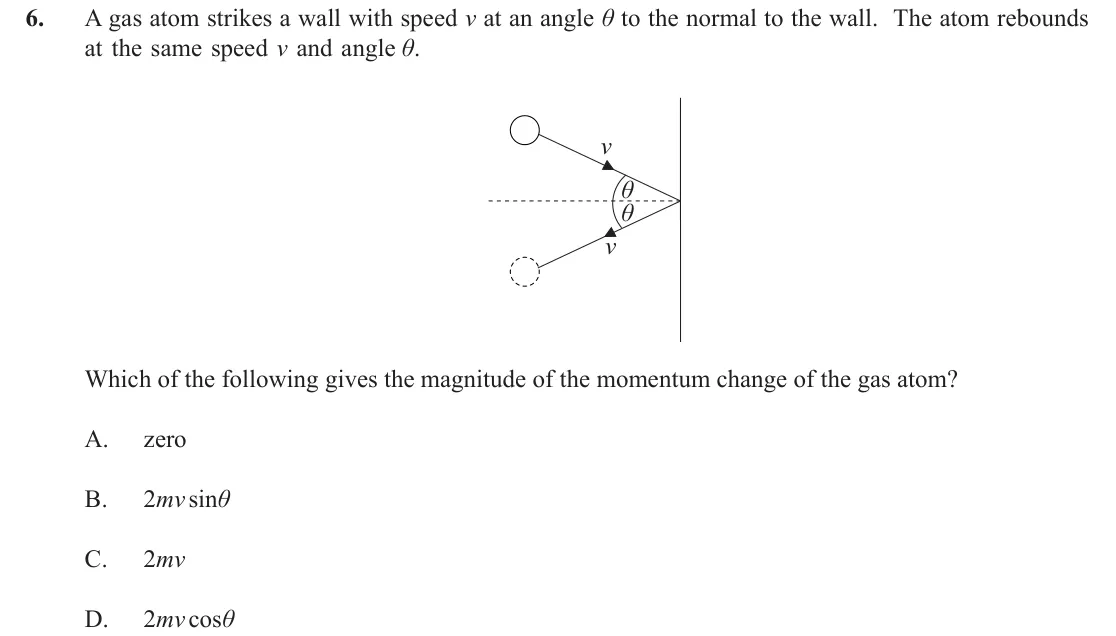 6. A gas atom strikes a wall with speed v at an angle θ to the normal to the wall. The atom rebounds
at the same speed v and angle θ.
v
θ
θ
v
Which of the following gives the magnitude of the momentum change of the gas atom?
A. zero
B. 2mv sinθ
C. 2mv
D. 2mv cosθ